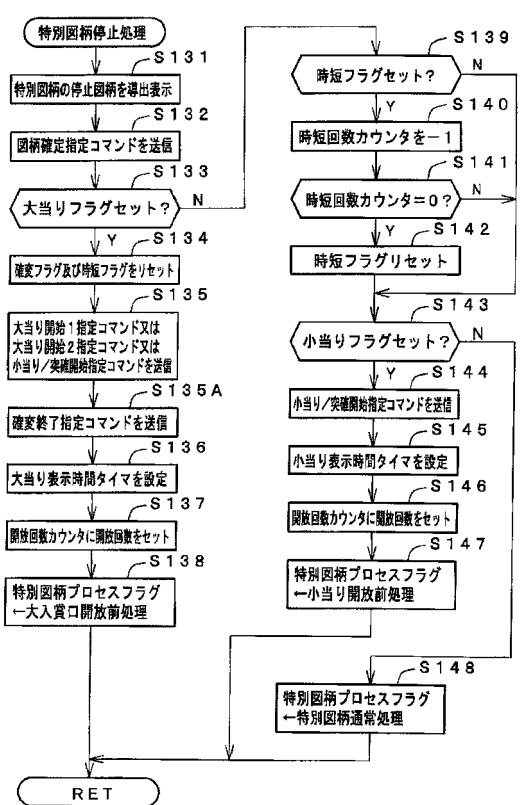 特別図柄停止処理
S131
特別図柄の停止図柄を導出表示
S132
図柄確定指定コマンドを送信
S133
大当りフラグセット?
N
Y
S134
確変フラグ及び時短フラグをリセット
S135
大当り開始1指定コマンド又は
大当り開始2指定コマンド又は
小当り/突確開始指定コマンドを送信
S135A
確変終了指定コマンドを送信
S136
大当り表示時間タイマを設定
S137
開放回数カウンタに開放回数をセット
S138
特別図柄プロセスフラグ
←大入賞口開放前処理
S139
時短フラグセット?
N
Y
S140
時短回数カウンタを-1
S141
時短回数カウンタ=0?
N
Y
S142
時短フラグリセット
S143
小当りフラグセット?
N
Y
S144
小当り/突確開始指定コマンドを送信
S145
小当り表示時間タイマを設定
S146
開放回数カウンタに開放回数をセット
S147
特別図柄プロセスフラグ
←小当り開放前処理
S148
特別図柄プロセスフラグ
←特別図柄通常処理
RET